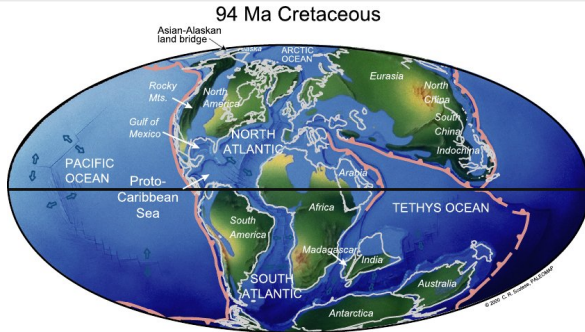 94 Ma Cretaceous
Asian-Alaskan
land bridge
ARCTIC
OCEAN
Rocky
Mts.
North
America
Eurasia
North
China
South
China
Indochina
Gulf of
Mexico
NORTH
ATLANTIC
PACIFIC
OCEAN
Proto-
Caribbean
Sea
Arabia
Africa
TETHYS OCEAN
South
America
Madagascar
India
SOUTH
ATLANTIC
Australia
Antarctica
© 2000 C. R. Scotese, PALEOMAP